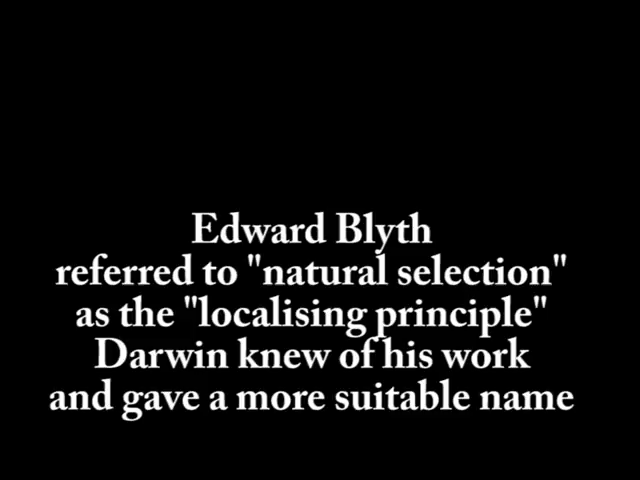 Edward Blyth
referred to "natural selection"
as the "localising principle"
Darwin knew of his work
and gave a more suitable name